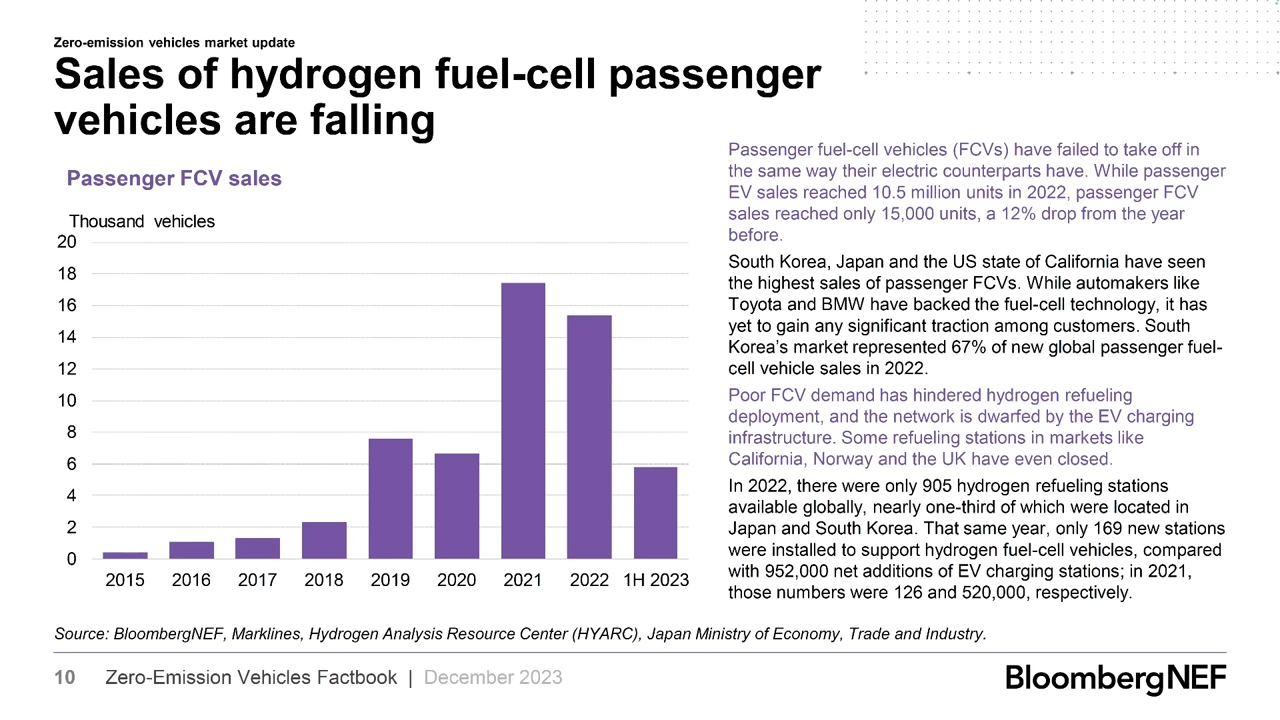 Zero-emission vehicles market update
Sales of hydrogen fuel-cell passenger
vehicles are falling
Passenger FCV sales
Thousand vehicles
20
18
16
14
12
10
8
6
4
2
0
2015 2016 2017 2018 2019 2020 2021 2022 1H 2023
Passenger fuel-cell vehicles (FCVs) have failed to take off in
the same way their electric counterparts have. While passenger
EV sales reached 10.5 million units in 2022, passenger FCV
sales reached only 15,000 units, a 12% drop from the year
before.
South Korea, Japan and the US state of California have seen
the highest sales of passenger FCVs. While automakers like
Toyota and BMW have backed the fuel-cell technology, it has
yet to gain any significant traction among customers. South
Korea's market represented 67% of new global passenger fuel-
cell vehicle sales in 2022.
Poor FCV demand has hindered hydrogen refueling
deployment, and the network is dwarfed by the EV charging
infrastructure. Some refueling stations in markets like
California, Norway and the UK have even closed.
In 2022, there were only 905 hydrogen refueling stations
available globally, nearly one-third of which were located in
Japan and South Korea. That same year, only 169 new stations
were installed to support hydrogen fuel-cell vehicles, compared
with 952,000 net additions of EV charging stations; in 2021,
those numbers were 126 and 520,000, respectively.
Source: BloombergNEF, Marklines, Hydrogen Analysis Resource Center (HYARC), Japan Ministry of Economy, Trade and Industry.
10 Zero-Emission Vehicles Factbook | December 2023
BloombergNEF